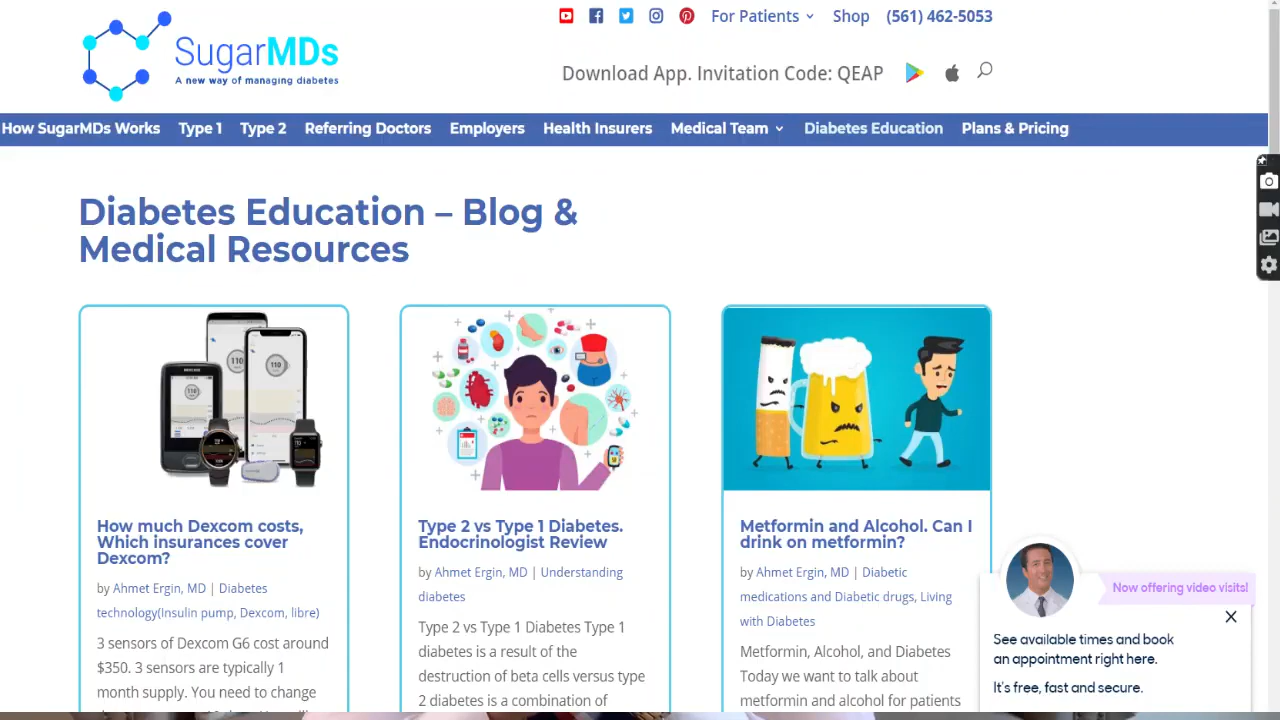 For Patients
Shop
(561) 462-5053
SugarMDs
A new way of managing diabetes
Download App. Invitation Code: QEAP
How SugarMDs Works
Type 1
Type 2
Referring Doctors
Employers
Health Insurers
Medical Team
Diabetes Education
Plans & Pricing
Diabetes Education – Blog &
Medical Resources
110
110
110
How much Dexcom costs,
Which insurances cover
Dexcom?
by Ahmet Ergin, MD | Diabetes
technology(Insulin pump, Dexcom, libre)
3 sensors of Dexcom G6 cost around
$350. 3 sensors are typically 1
month supply. You need to change
Type 2 vs Type 1 Diabetes.
Endocrinologist Review
by Ahmet Ergin, MD | Understanding
diabetes
Type 2 vs Type 1 Diabetes Type 1
diabetes is a result of the
destruction of beta cells versus type
2 diabetes is a combination of
Metformin and Alcohol. Can I
drink on metformin?
by Ahmet Ergin, MD | Diabetic
medications and Diabetic drugs, Living
with Diabetes
Metformin, Alcohol, and Diabetes
Today we want to talk about
metformin and alcohol for patients
Now offering video visits!
See available times and book
an appointment right here.
It's free, fast and secure.